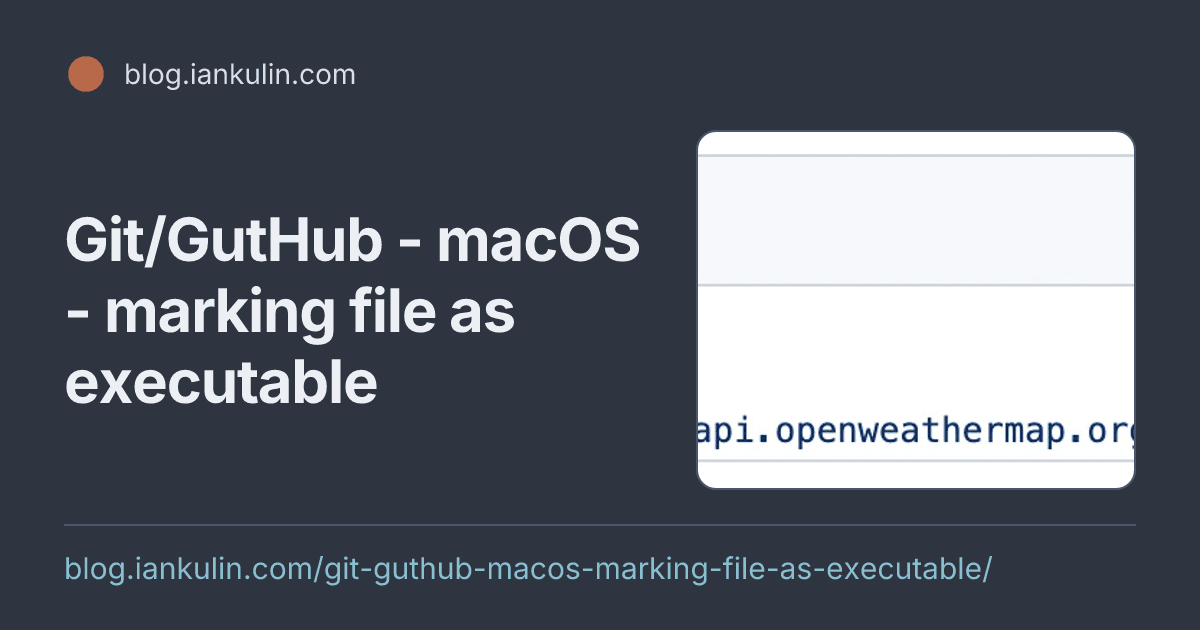 blog.iankulin.com
Git/GutHub - macOS
- marking file as
executable
api.openweathermap.org
blog.iankulin.com/git-guthub-macos-marking-file-as-executable/